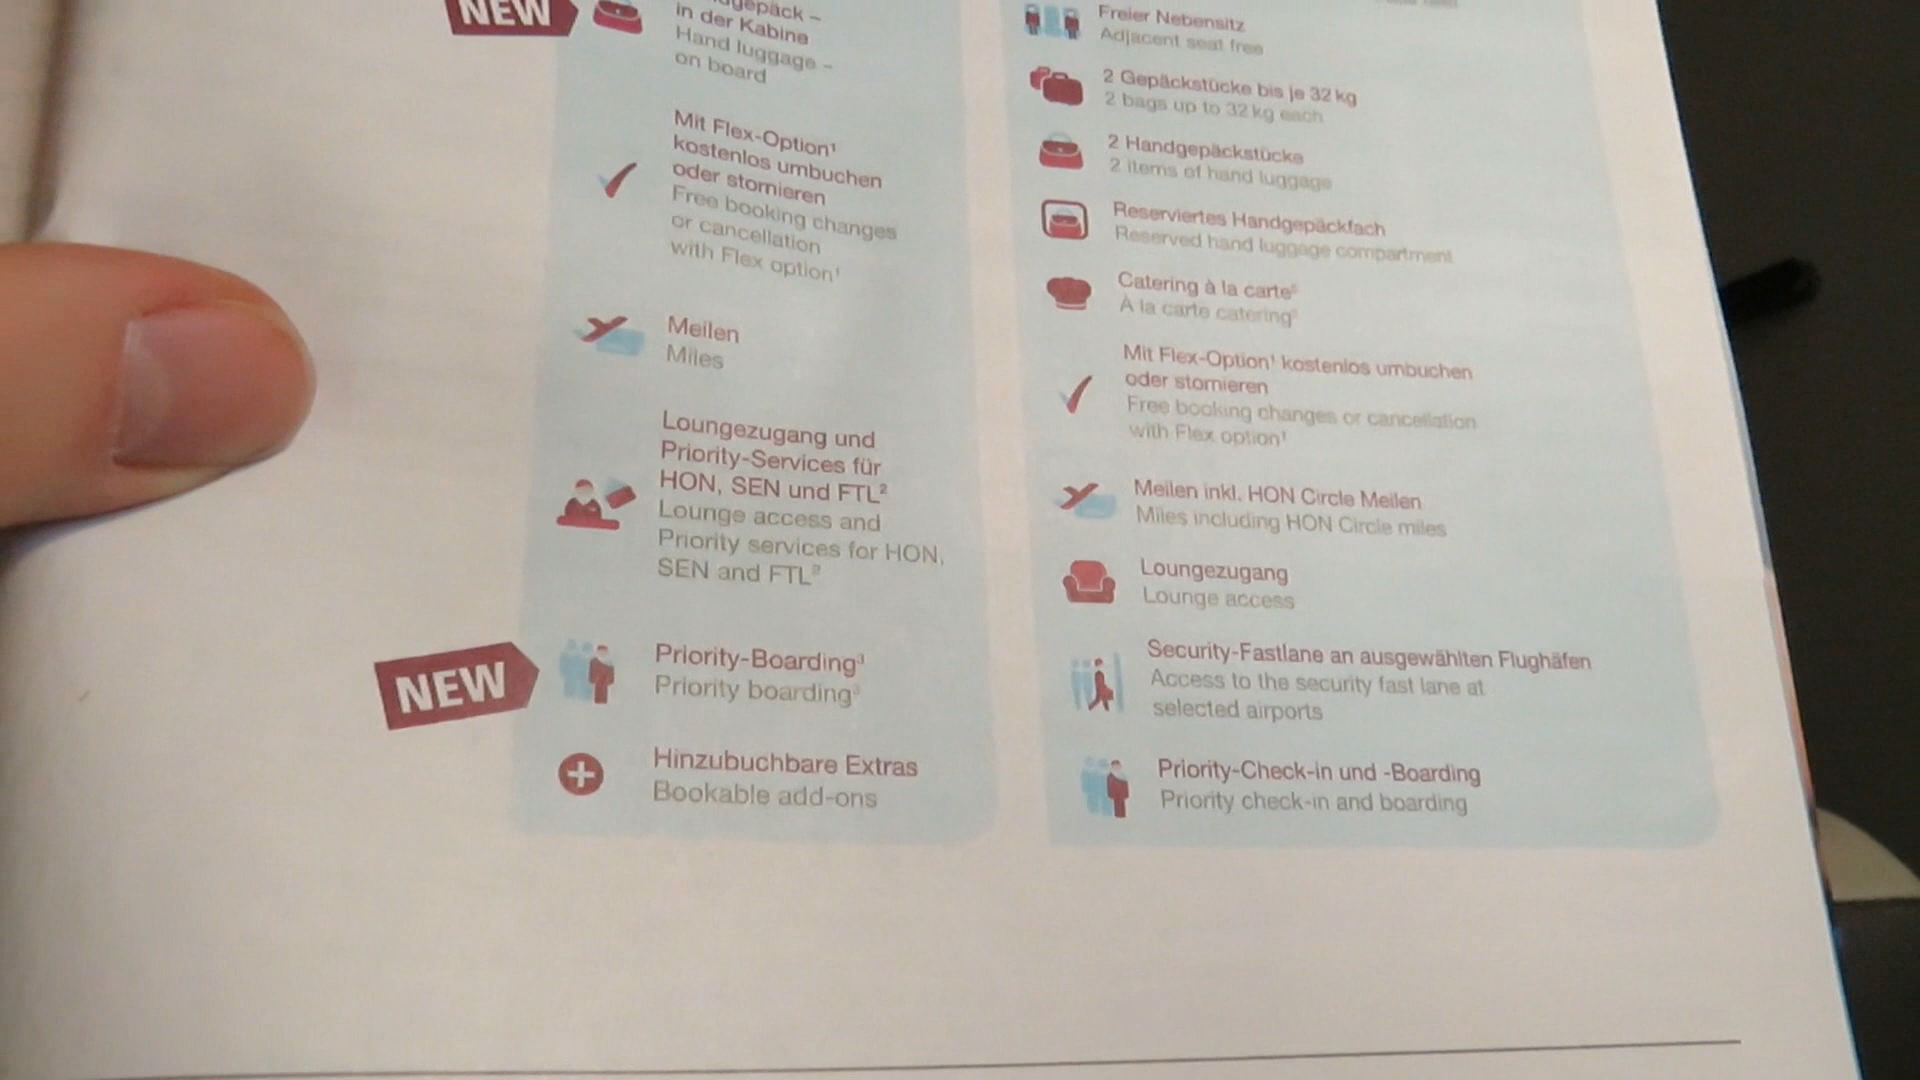 NEW
in der Kabine
Hand luggage –
on board
Mit Flex-Option¹
kostenlos umbuchen
oder stornieren
Free booking changes
or cancellation
with Flex option¹
Meilen
Miles
Loungezugang und
Priority-Services für
HON, SEN und FTL²
Lounge access and
Priority services for HON,
SEN and FTL²
NEW
Priority-Boarding³
Priority boarding³
Hinzubuchbare Extras
Bookable add-ons
Freier Nebensitz
Adjacent seat free
2 Gepäckstücke bis je 32 kg
2 bags up to 32 kg each
2 Handgepäckstücke
2 items of hand luggage
Reserviertes Handgepäckfach
Reserved hand luggage compartment
Catering à la carte
À la carte catering
Mit Flex-Option¹ kostenlos umbuchen
oder stornieren
Free booking changes or cancellation
with Flex option¹
Meilen inkl. HON Circle Meilen
Miles including HON Circle miles
Loungezugang
Lounge access
Security-Fastlane an ausgewählten Flughäfen
Access to the security fast lane at
selected airports
Priority-Check-in und -Boarding
Priority check-in and boarding